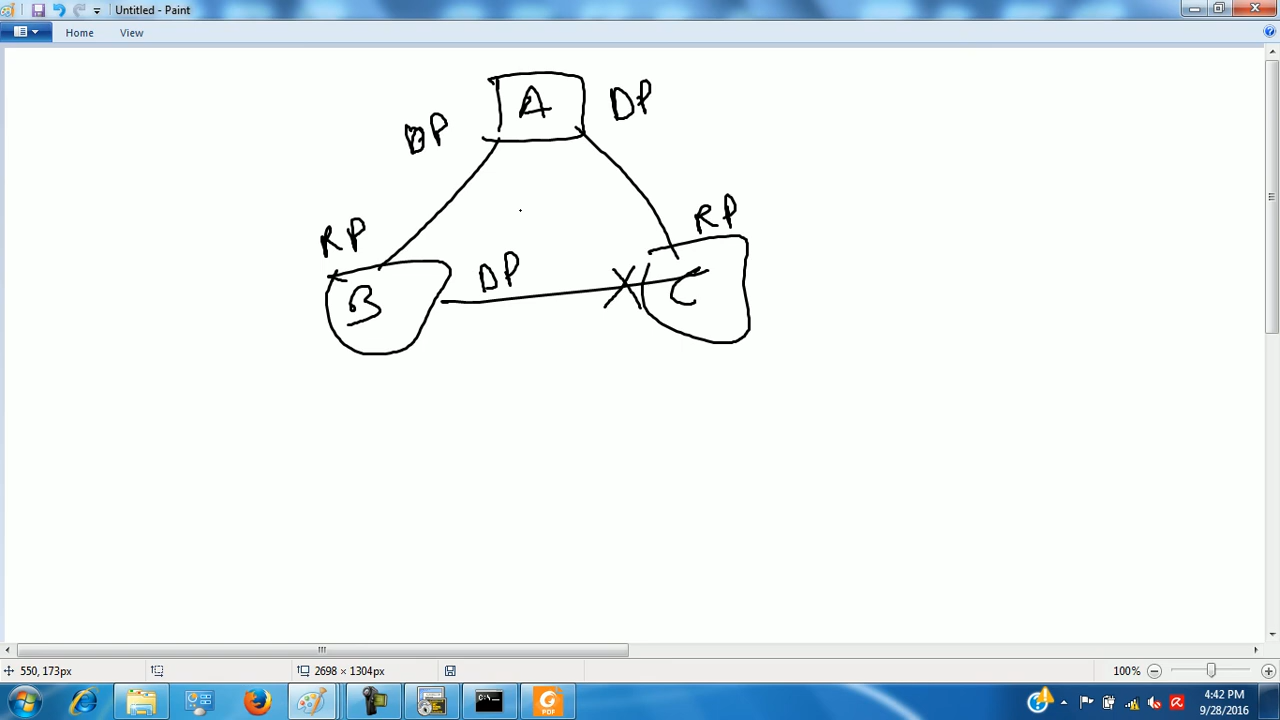 Untitled - Paint
Home View
A
DP
DP
RP
RP
DP
B
X
C
550, 173px
2698 × 1304px
100%
PDF
C:\
4:42 PM
9/28/2016